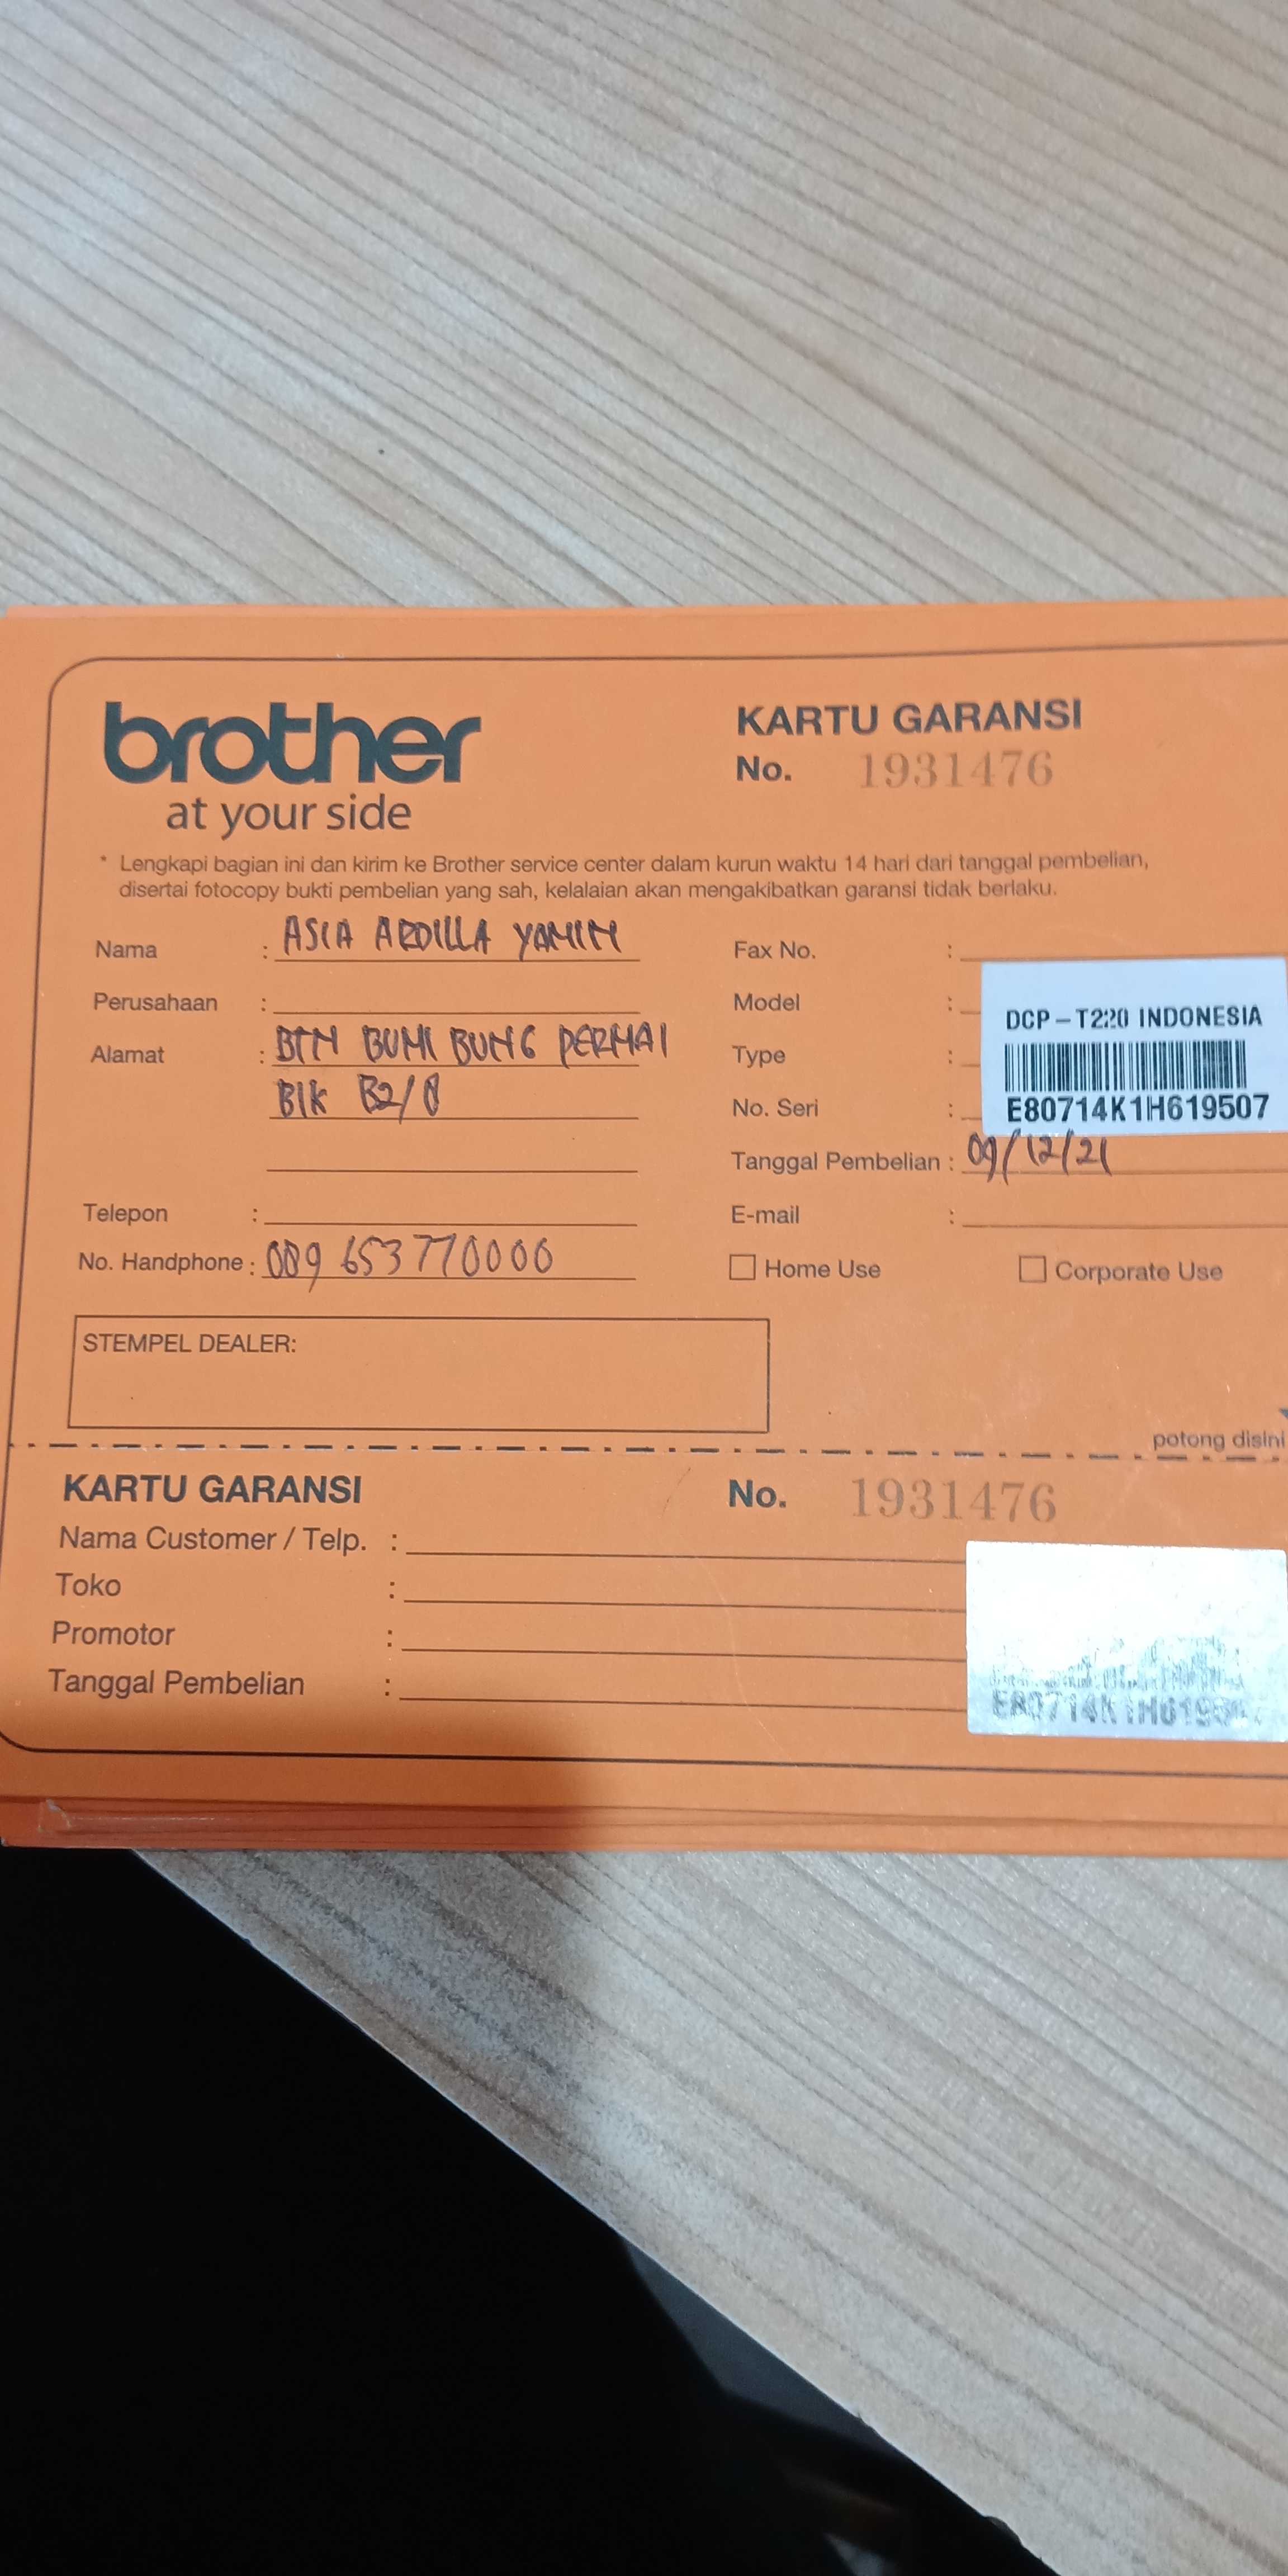 brother
at your side
KARTU GARANSI
No. 1931476
* Lengkapi bagian ini dan kirim ke Brother service center dalam kurun waktu 14 hari dari tanggal pembelian,
disertai fotocopy bukti pembelian yang sah, kelalaian akan mengakibatkan garansi tidak berlaku.
Nama : ASIA ARDILLA YAMIN
Perusahaan :
Alamat : BTN BUMI BUNG PERMAI
Blk B2/8
Telepon :
No. Handphone : 089 653770000
Fax No. :
Model :
Type :
No. Seri :
DCP-T220 INDONESIA
E80714K1H619507
Tanggal Pembelian : 09/12/21
E-mail :
Home Use
Corporate Use
STEMPEL DEALER:
potong disini
KARTU GARANSI
No. 1931476
Nama Customer / Telp. :
Toko :
Promotor :
Tanggal Pembelian :